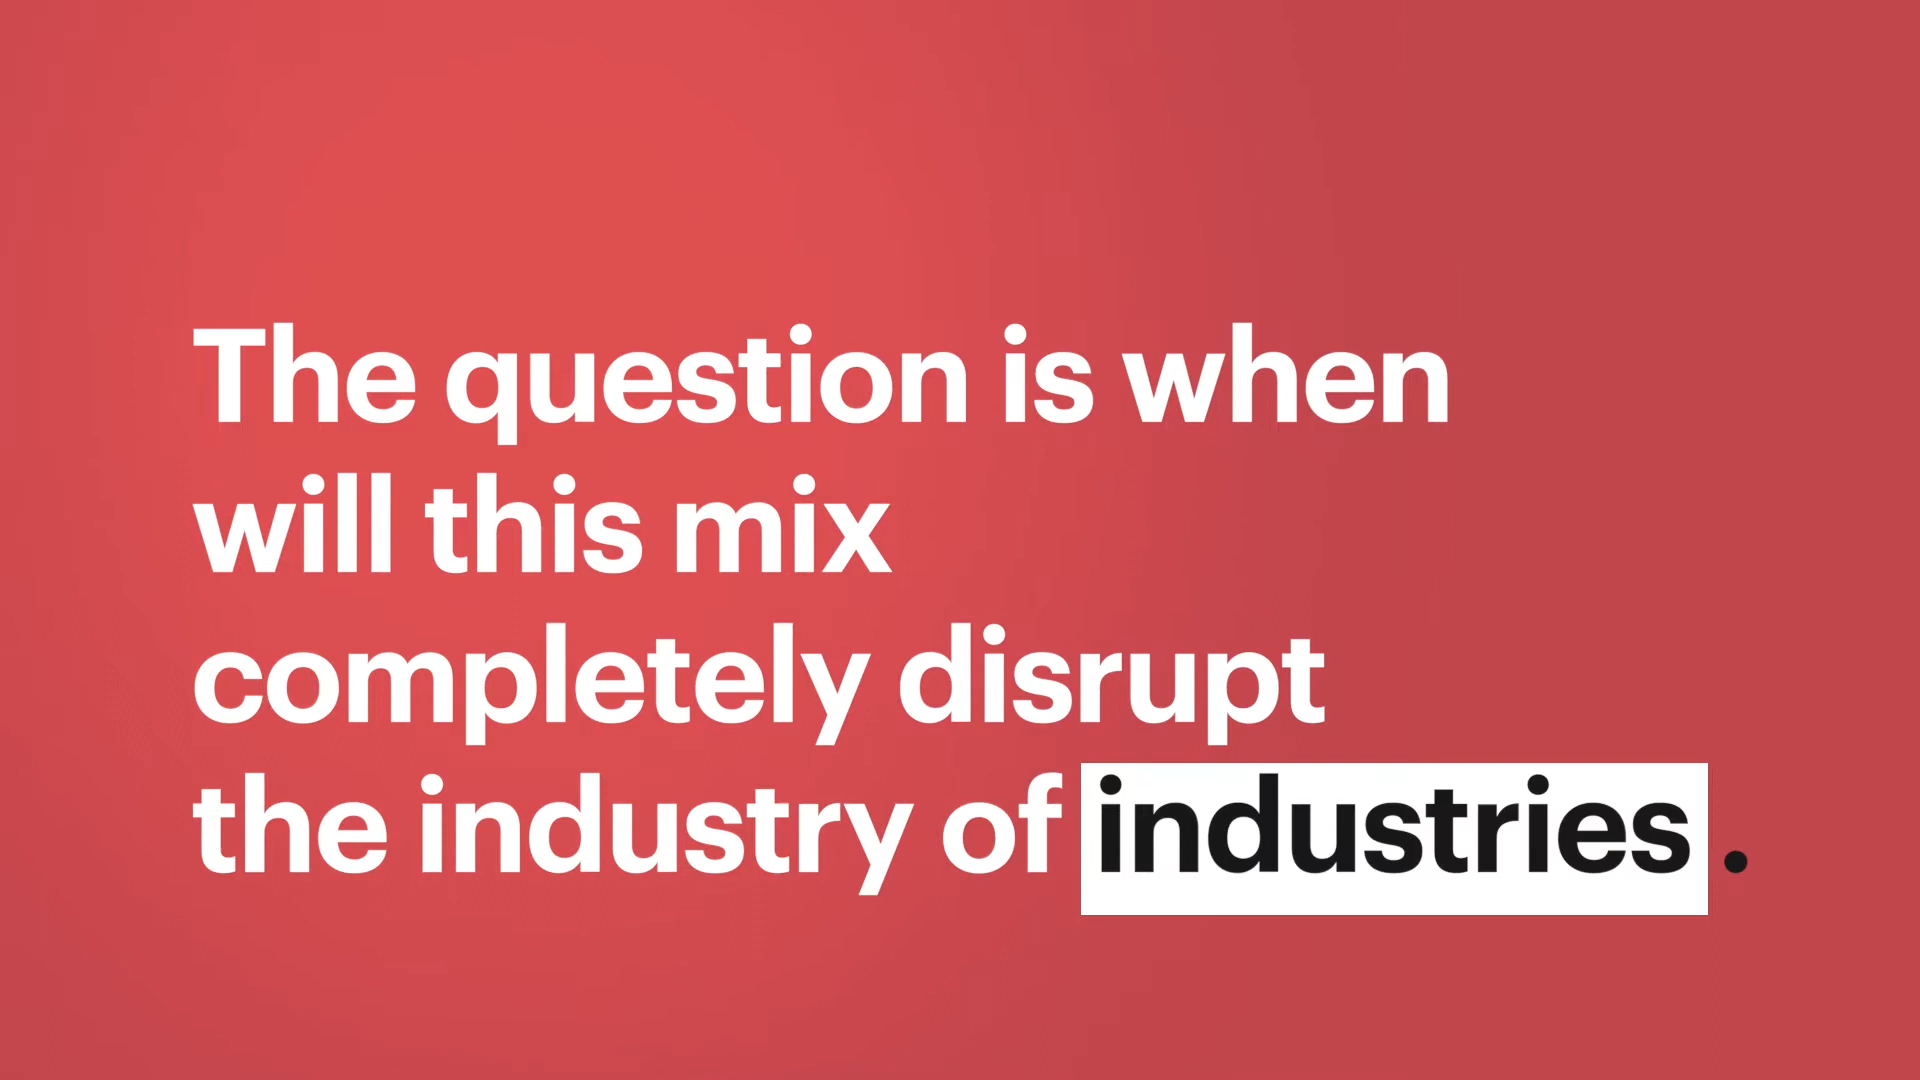 The question is when
will this mix
completely disrupt
the industry of industries.